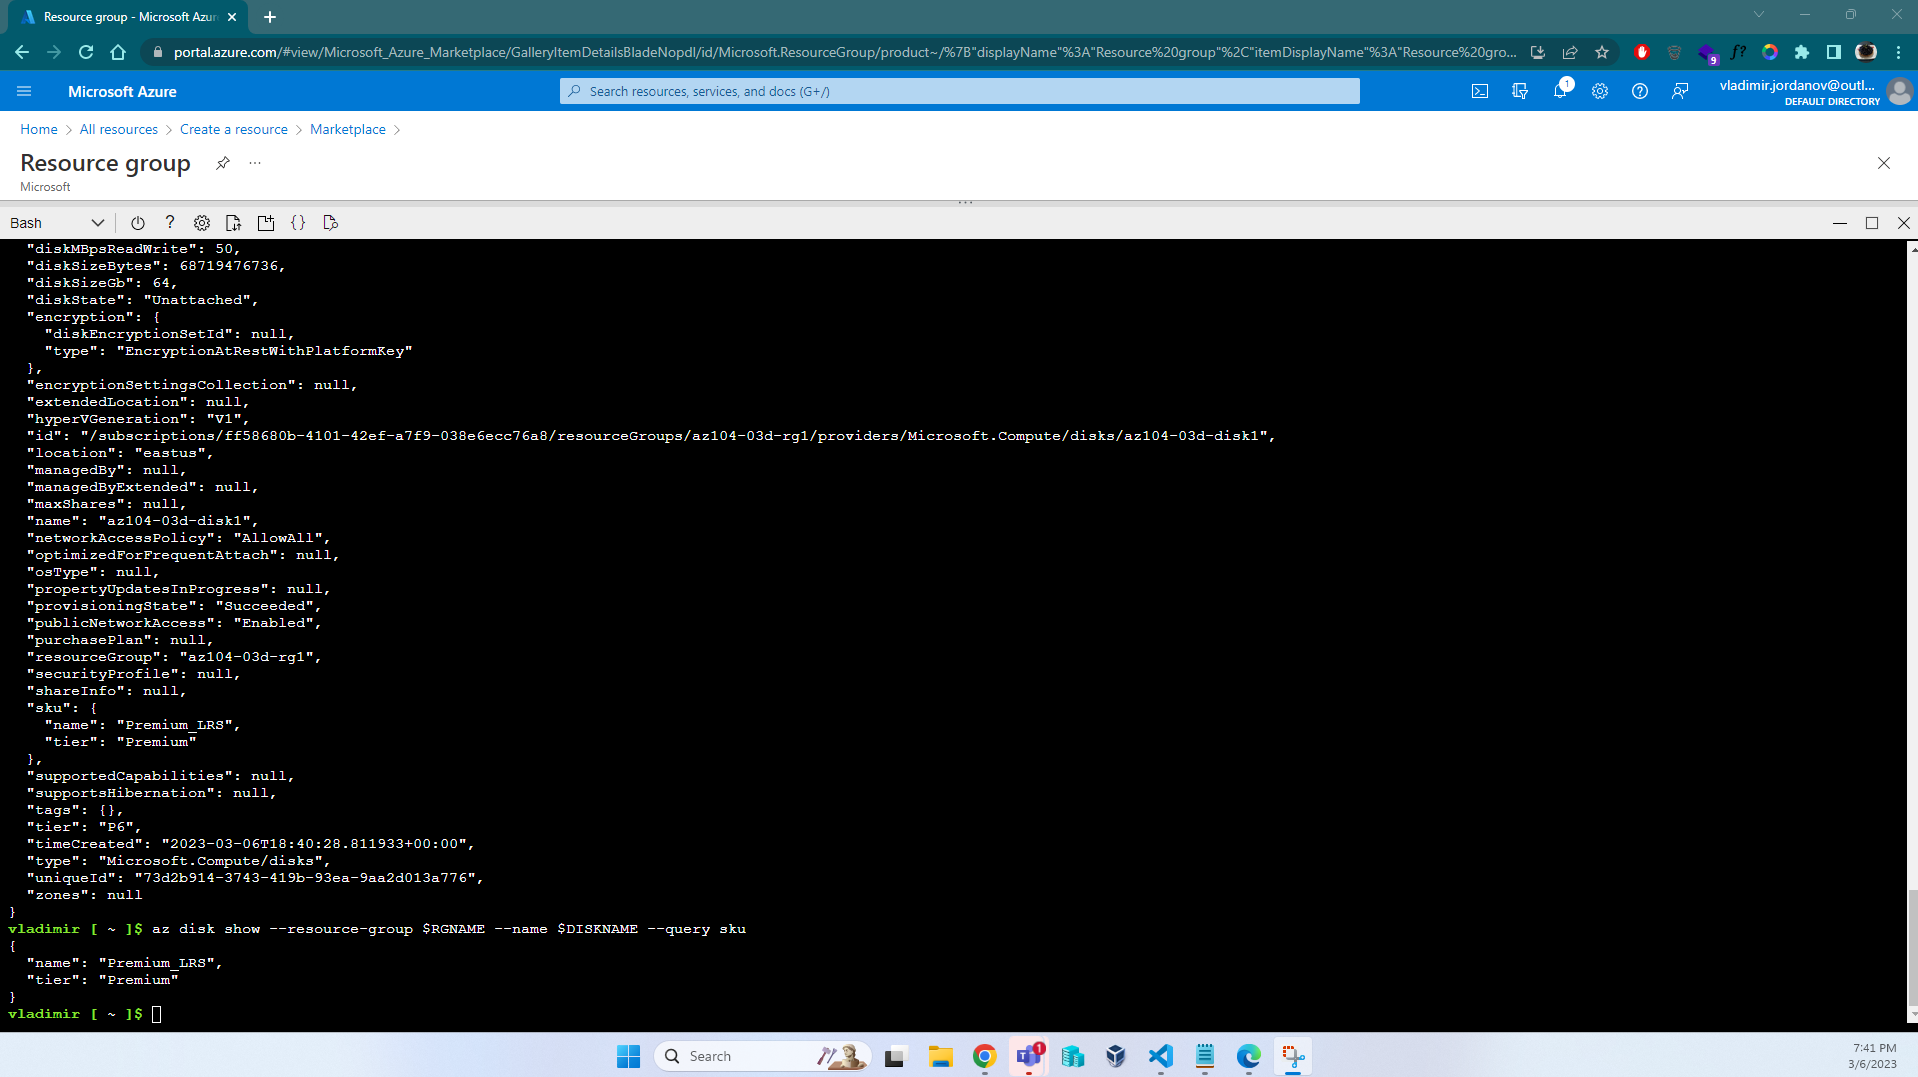 Resource group - Microsoft Azur
portal.azure.com/#view/Microsoft_Azure_Marketplace/GalleryItemDetailsBladeNopdl/id/Microsoft.ResourceGroup/product~/%7B"displayName"%3A"Resource%20group"%2C"itemDisplayName"%3A"Resource%20gro...
9
f?
Microsoft Azure
Search resources, services, and docs (G+/)
1
vladimir.jordanov@outl...
DEFAULT DIRECTORY
Home > All resources > Create a resource > Marketplace >
Resource group
Microsoft
Bash
"diskMBpsReadWrite": 50,
"diskSizeBytes": 68719476736,
"diskSizeGb": 64,
"diskState": "Unattached",
"encryption": {
"diskEncryptionSetId": null,
"type": "EncryptionAtRestWithPlatformKey"
},
"encryptionSettingsCollection": null,
"extendedLocation": null,
"hyperVGeneration": "V1",
"id": "/subscriptions/ff58680b-4101-42ef-a7f9-038e6ecc76a8/resourceGroups/az104-03d-rg1/providers/Microsoft.Compute/disks/az104-03d-disk1",
"location": "eastus",
"managedBy": null,
"managedByExtended": null,
"maxShares": null,
"name": "az104-03d-disk1",
"networkAccessPolicy": "AllowAll",
"optimizedForFrequentAttach": null,
"osType": null,
"propertyUpdatesInProgress": null,
"provisioningState": "Succeeded",
"publicNetworkAccess": "Enabled",
"purchasePlan": null,
"resourceGroup": "az104-03d-rg1",
"securityProfile": null,
"shareInfo": null,
"sku": {
"name": "Premium_LRS",
"tier": "Premium"
},
"supportedCapabilities": null,
"supportsHibernation": null,
"tags": {},
"tier": "P6",
"timeCreated": "2023-03-06T18:40:28.811933+00:00",
"type": "Microsoft.Compute/disks",
"uniqueId": "73d2b914-3743-419b-93ea-9aa2d013a776",
"zones": null
}
vladimir [ ~ ]$ az disk show --resource-group $RGNAME --name $DISKNAME --query sku
{
"name": "Premium_LRS",
"tier": "Premium"
}
vladimir [ ~ ]$
Search
1
7:41 PM
3/6/2023